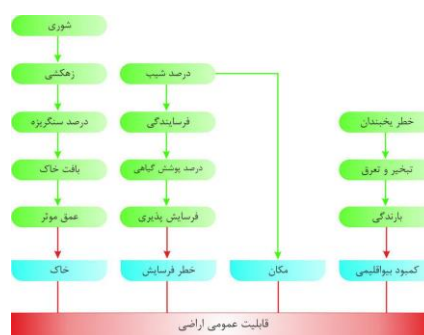 شوری
زهکشی
درصد سنگریزه
بافت خاک
عمق موثر
خاک
درصد شیب
فرسایندگی
درصد پوشش گیاهی
فرسایش پذیری
خطر فرسایش
مکان
خطر یخبندان
تبخیر و تعرق
بارندگی
کمبود بیواقلیمی
قابلیت عمومی اراضی